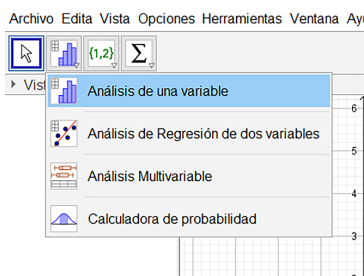 Archivo Edita Vista Opciones Herramientas Ventana Ay
{1,2} Σ
Vist
Análisis de una variable
Análisis de Regresión de dos variables
Análisis Multivariable
Calculadora de probabilidad
6
5
4
3